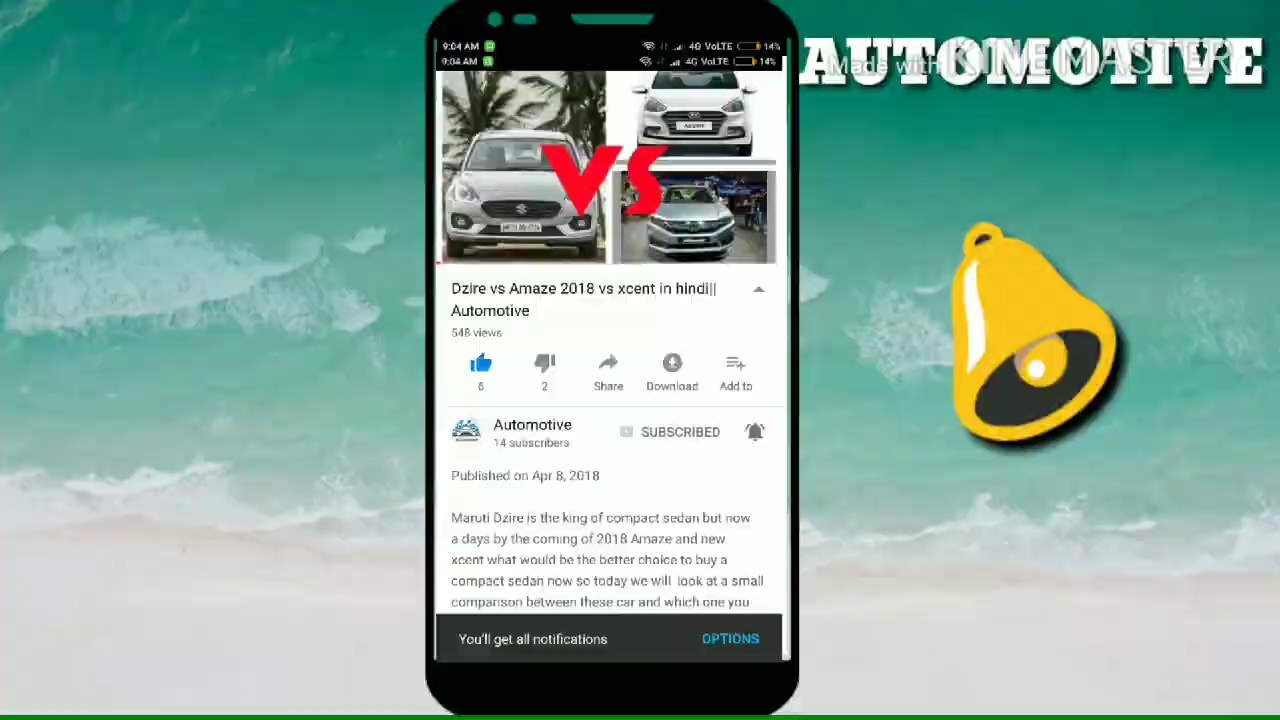 AUTOMOTIVE
Made with KINEMASTER
9:04 AM 4G VoLTE 14%
9:04 AM 4G VoLTE 14%
VS
Dzire vs Amaze 2018 vs xcent in hindi||
Automotive
548 views
6 2 Share Download Add to
Automotive
SUBSCRIBED
14 subscribers
Published on Apr 8, 2018
Maruti Dzire is the king of compact sedan but now
a days by the coming of 2018 Amaze and new
xcent what would be the better choice to buy a
compact sedan now so today we will look at a small
comparison between these car and which one you
You'll get all notifications OPTIONS